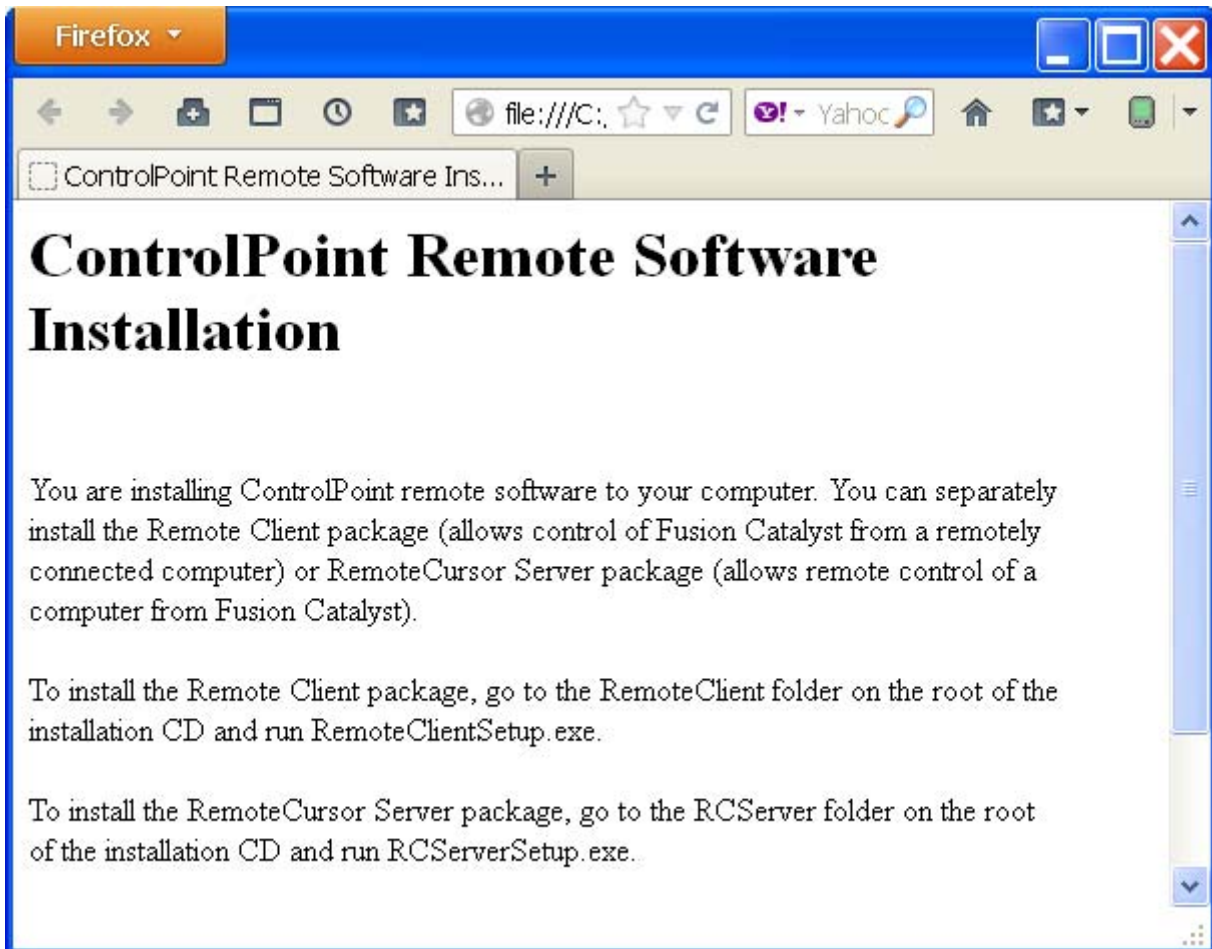 Firefox
file:///C:,
Yahoc
ControlPoint Remote Software Ins...
ControlPoint Remote Software
Installation
You are installing ControlPoint remote software to your computer. You can separately
install the Remote Client package (allows control of Fusion Catalyst from a remotely
connected computer) or RemoteCursor Server package (allows remote control of a
computer from Fusion Catalyst).
To install the Remote Client package, go to the RemoteClient folder on the root of the
installation CD and run RemoteClientSetup.exe.
To install the RemoteCursor Server package, go to the RCServer folder on the root
of the installation CD and run RCServerSetup.exe.